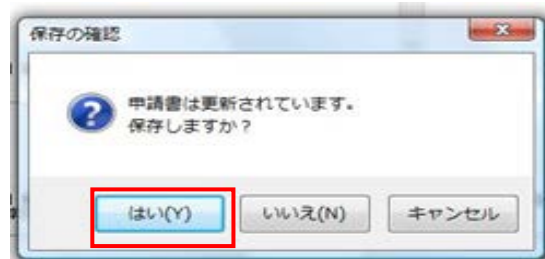 保存の確認
申請書は更新されています。
保存しますか？
はい(Y)
いいえ(N)
キャンセル